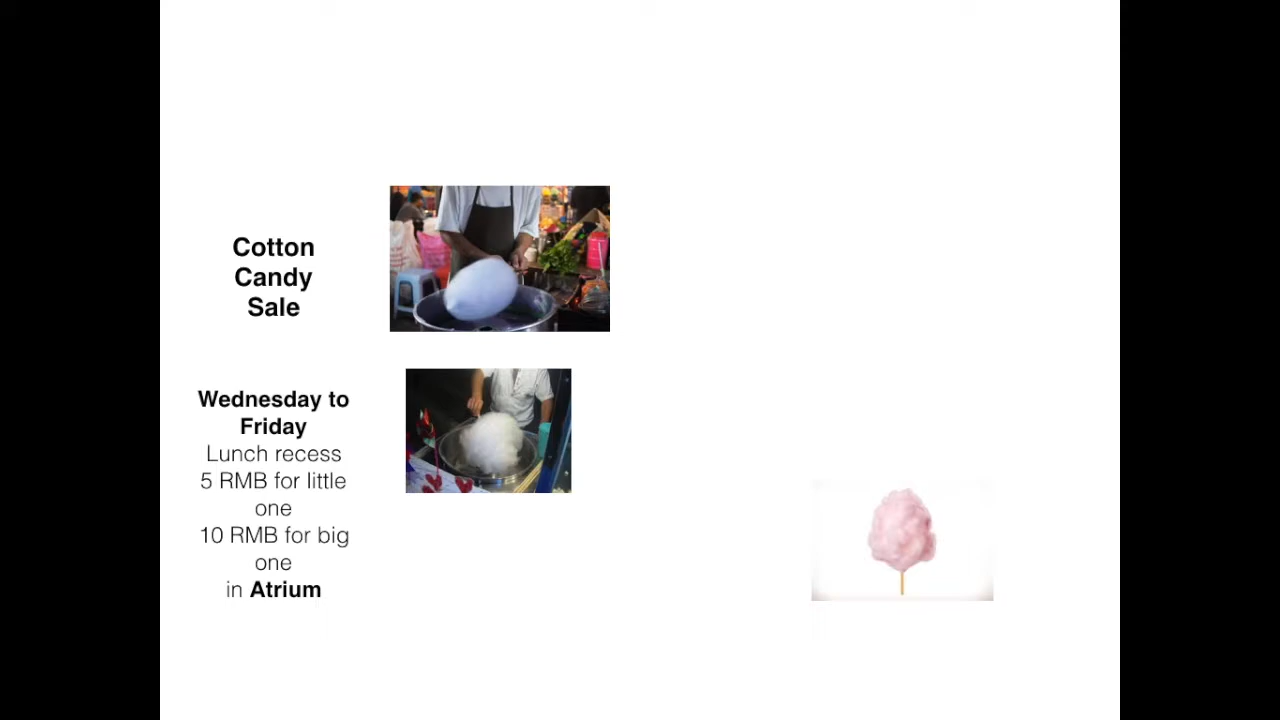 Cotton
Candy
Sale
Wednesday to
Friday
Lunch recess
5 RMB for little
one
10 RMB for big
one
in Atrium